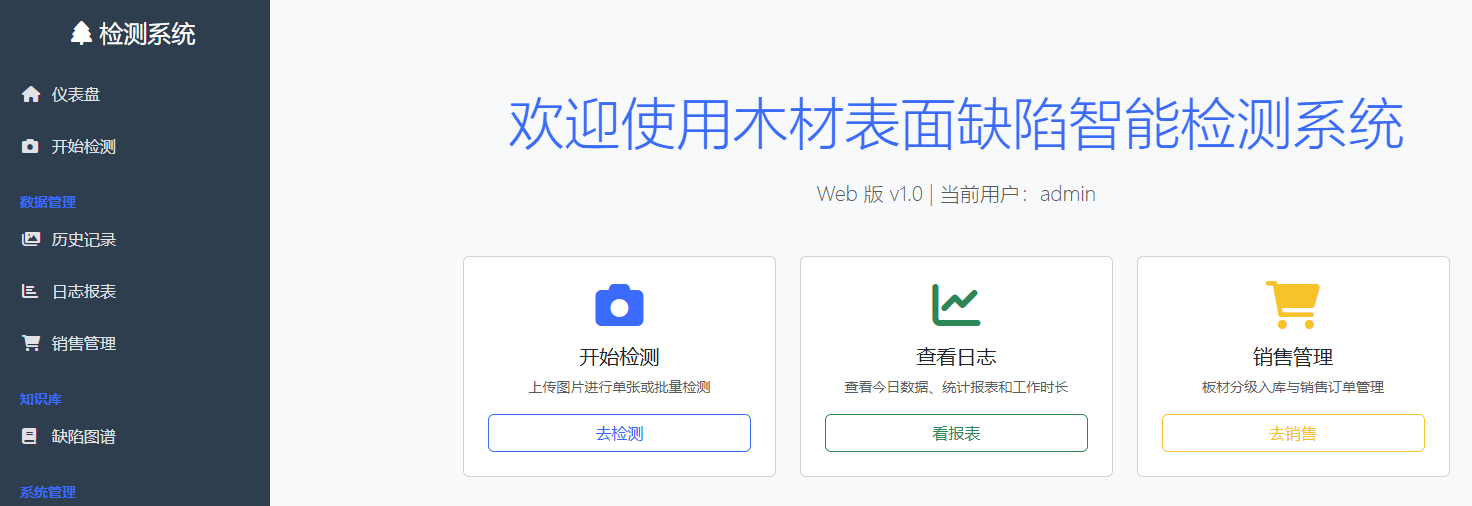 检测系统
仪表盘
开始检测
数据管理
历史记录
日志报表
销售管理
知识库
缺陷图谱
系统管理
欢迎使用木材表面缺陷智能检测系统
Web 版 v1.0 | 当前用户：admin
开始检测
上传图片进行单张或批量检测
去检测
查看日志
查看今日数据、统计报表和工作时长
看报表
销售管理
板材分级入库与销售订单管理
去销售